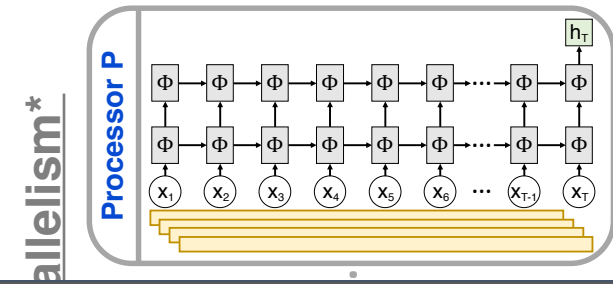 allelism*
Processor P
h_T
Φ Φ Φ Φ Φ Φ ... Φ Φ
Φ Φ Φ Φ Φ Φ ... Φ Φ
x_1 x_2 x_3 x_4 x_5 x_6 ... x_T-1 x_T